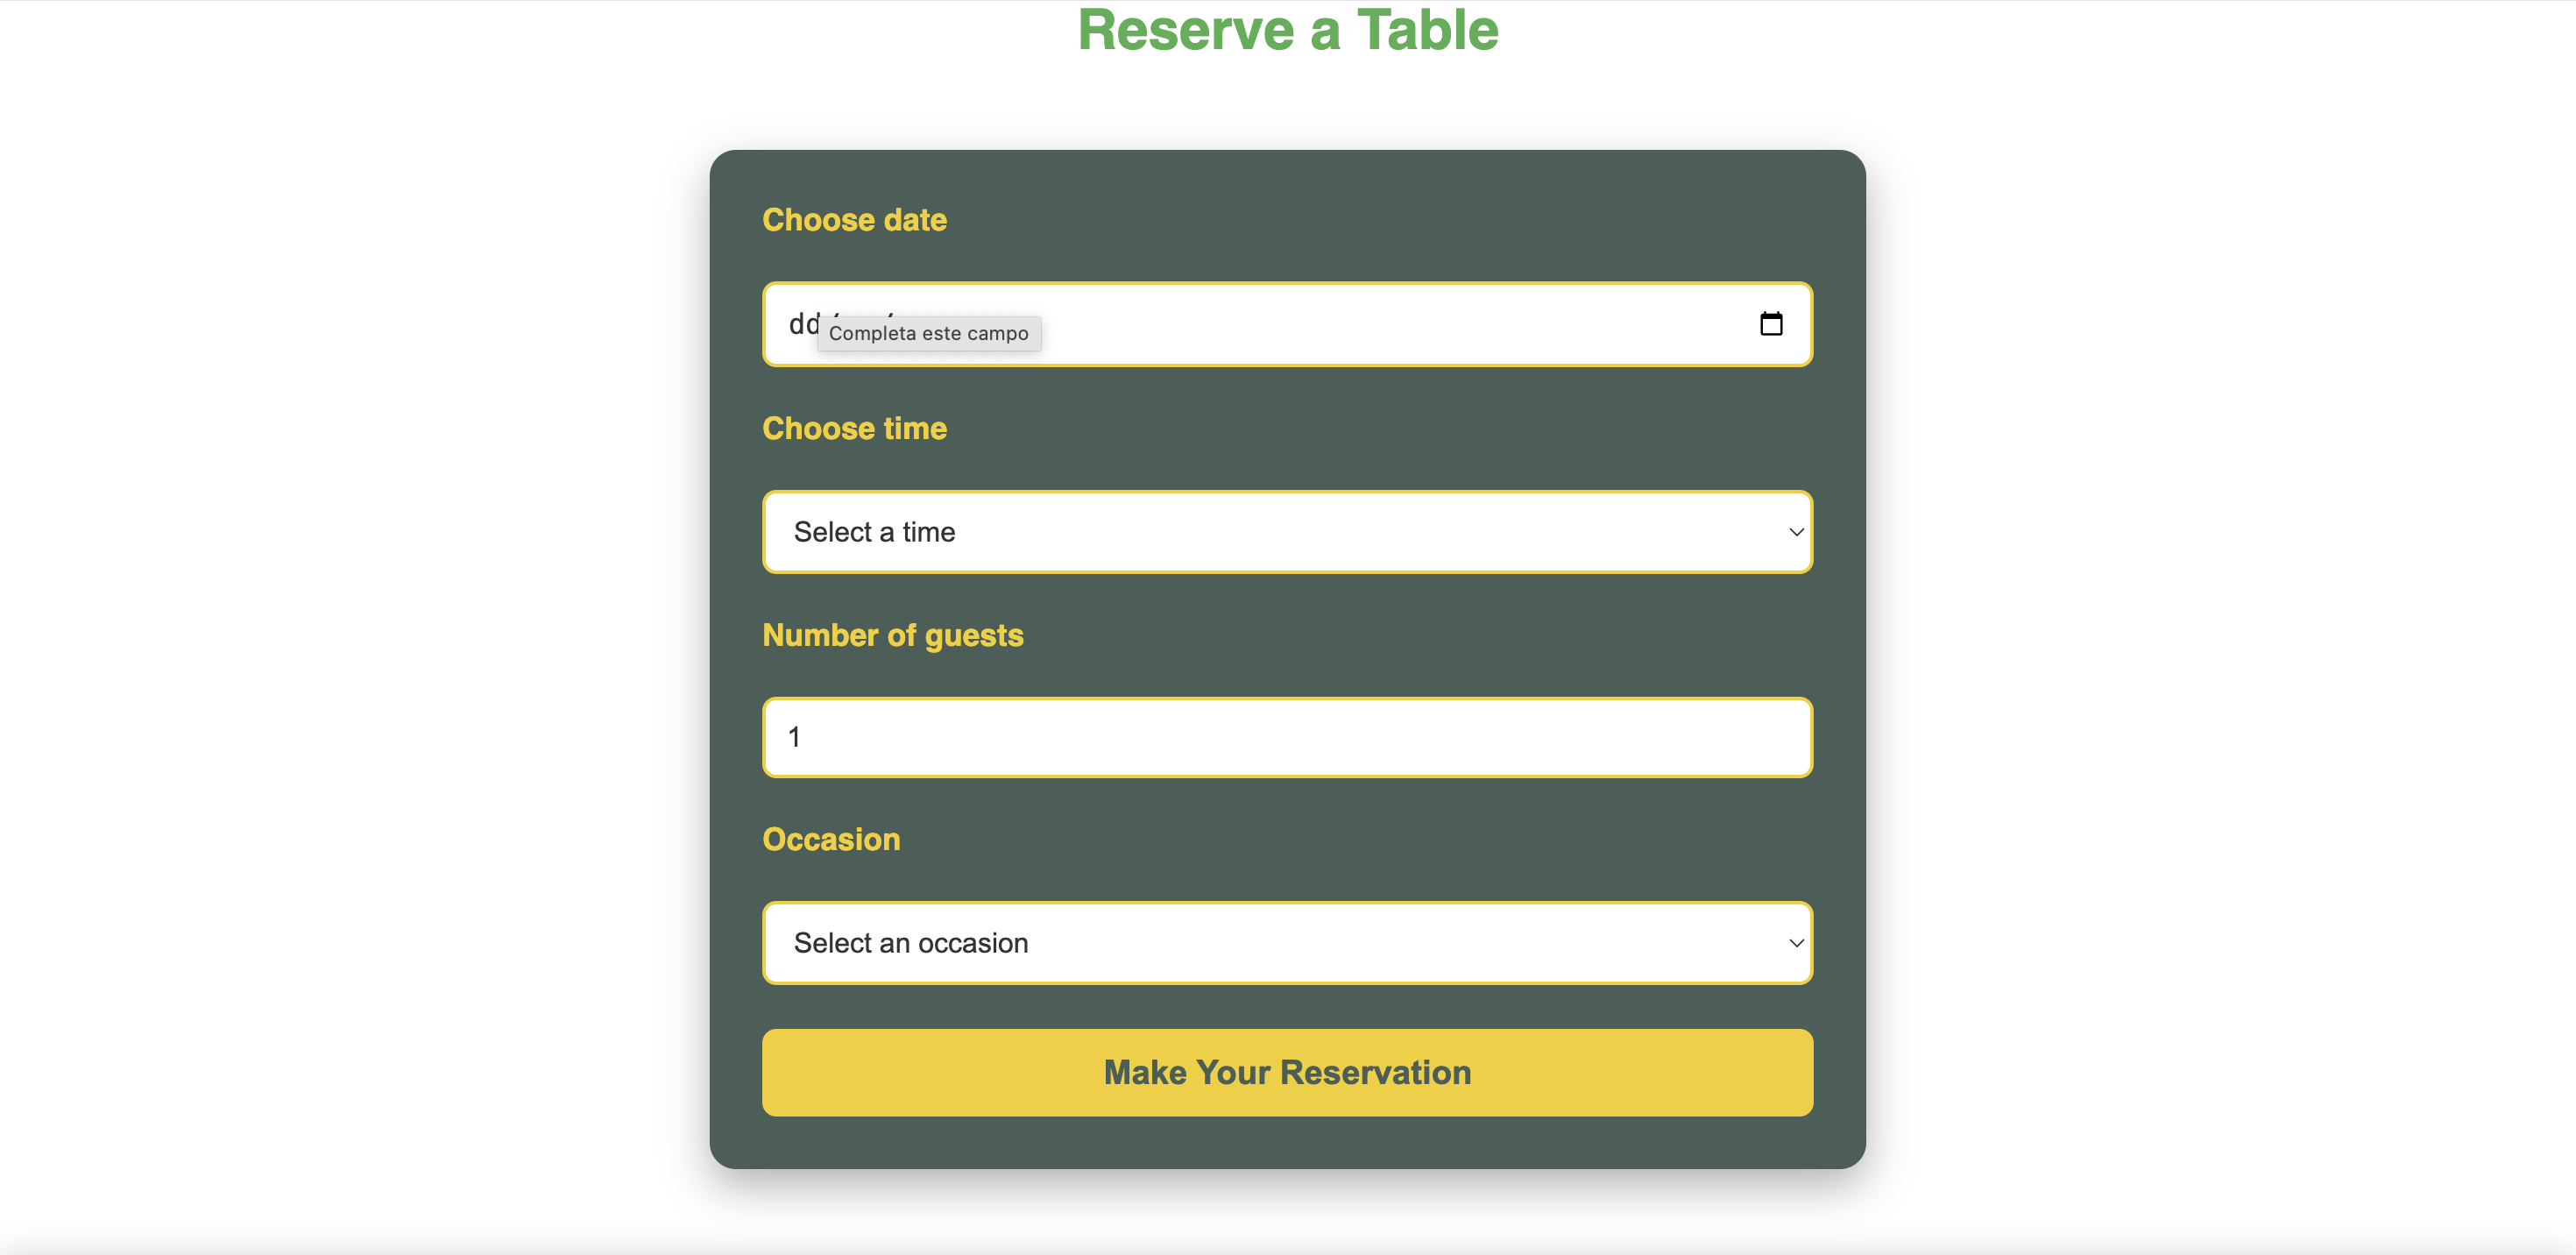 Reserve a Table
Choose date
dd
Completa este campo
Choose time
Select a time
Number of guests
1
Occasion
Select an occasion
Make Your Reservation